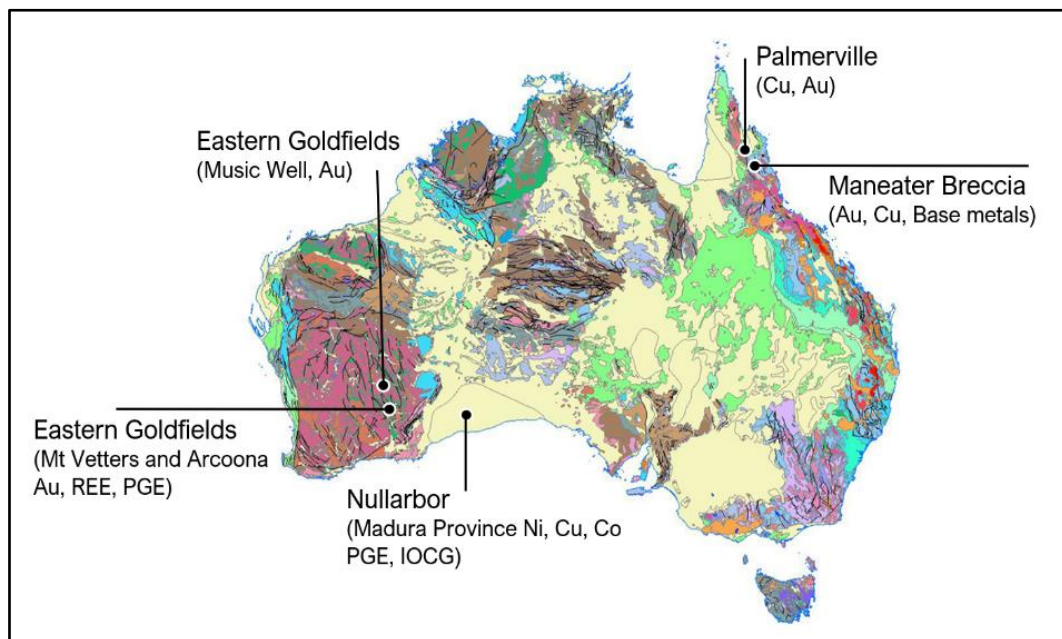 Palmerville
(Cu, Au)
Eastern Goldfields
(Music Well, Au)
Maneater Breccia
(Au, Cu, Base metals)
Eastern Goldfields
(Mt Vetters and Arcoona
Au, REE, PGE)
Nullarbor
(Madura Province Ni, Cu, Co
PGE, IOCG)